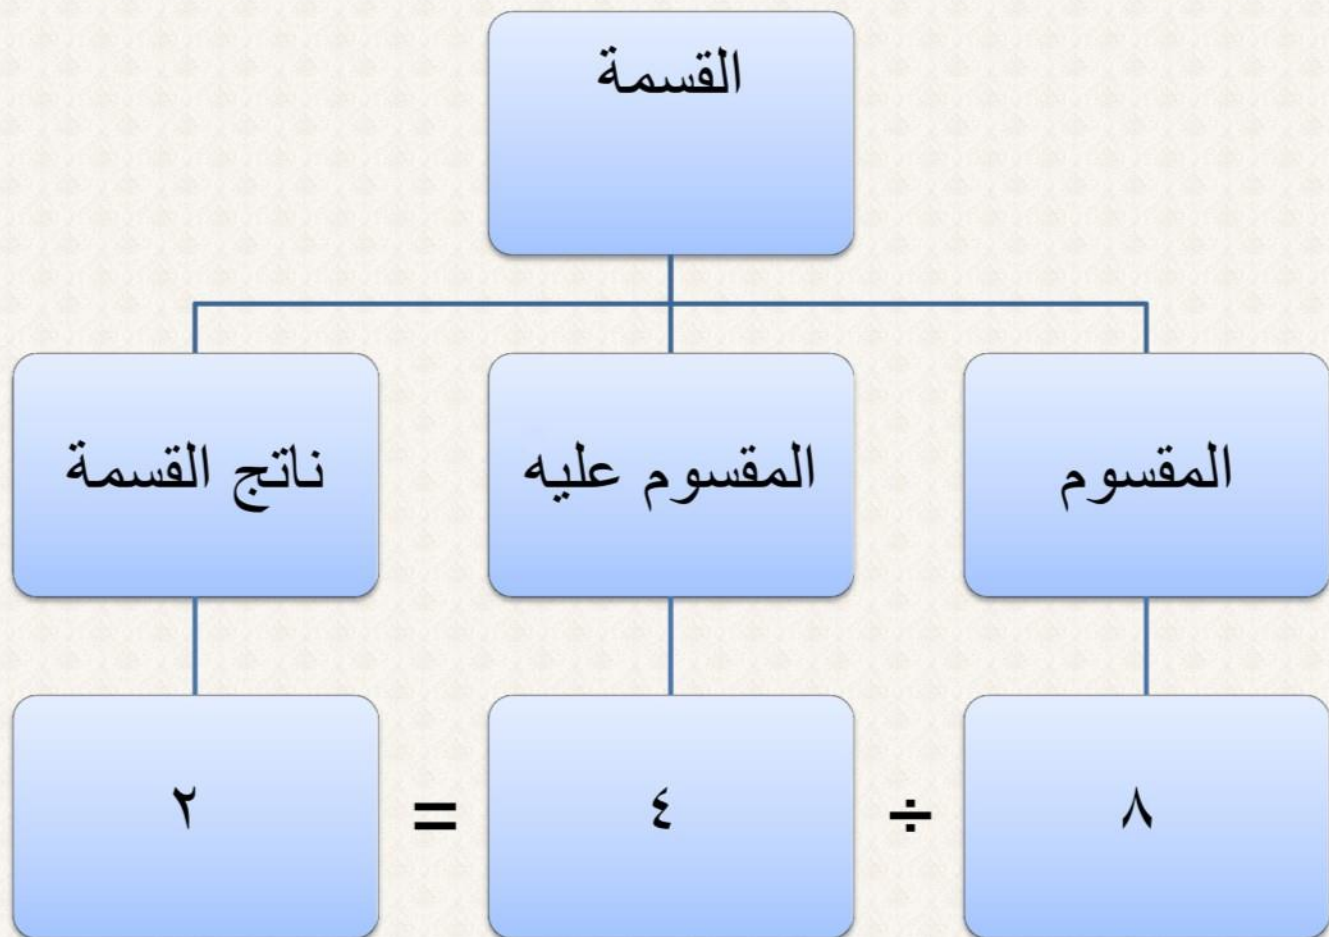 القسمة
المقسوم
المقسوم عليه
ناتج القسمة
٨ ÷ ٤ = ٢